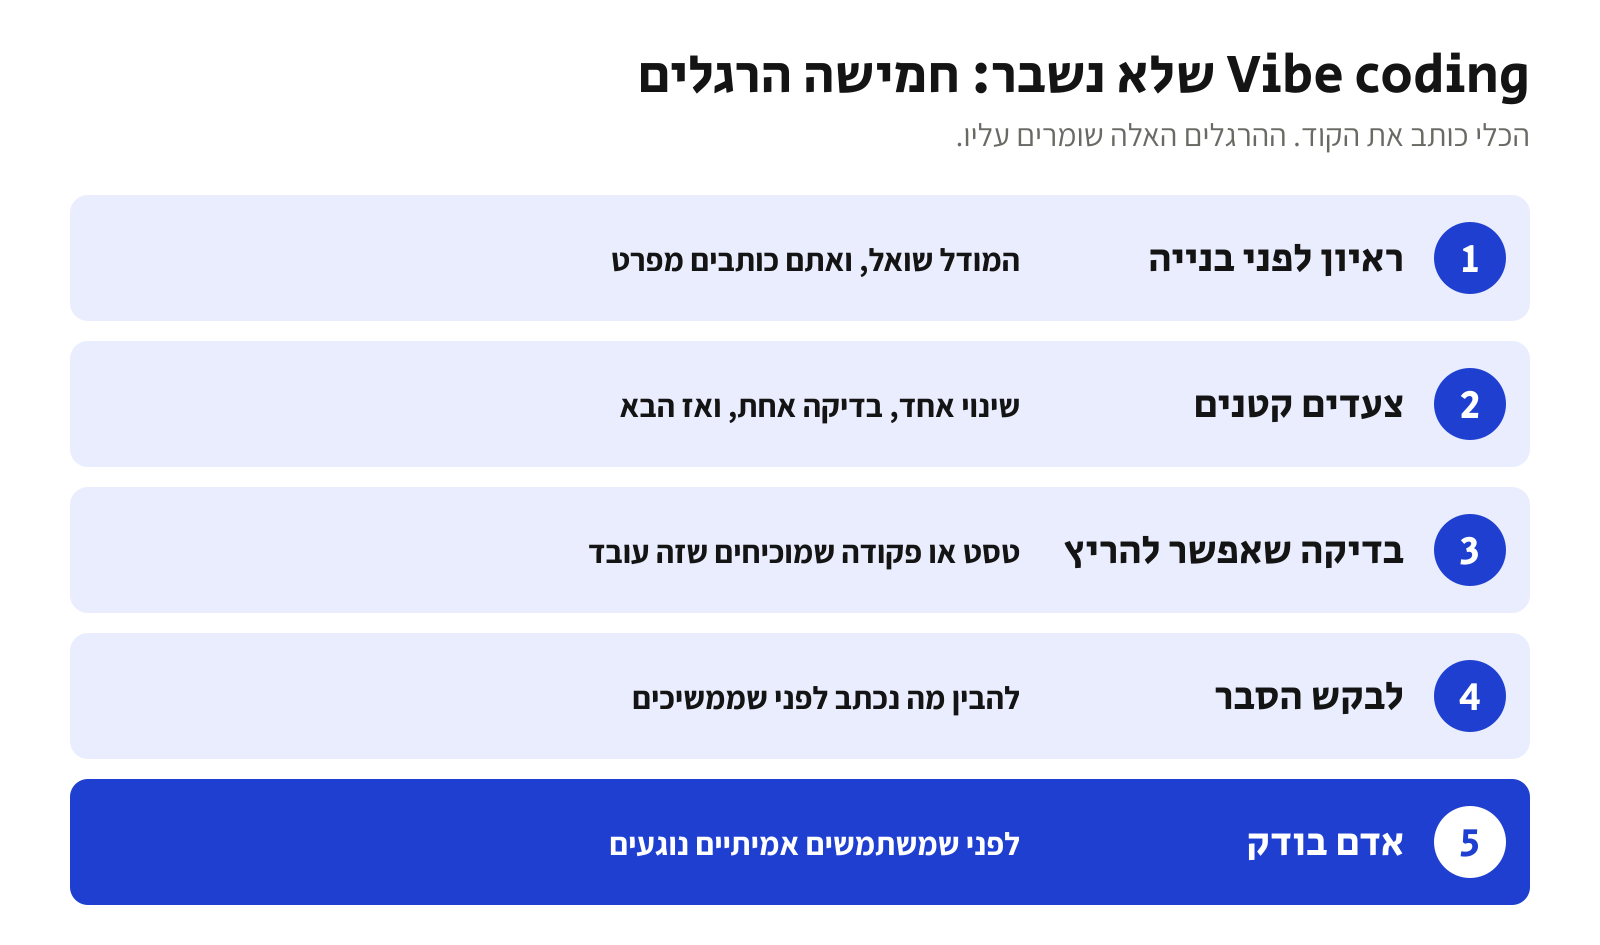 Vibe coding שלא נשבר: חמישה הרגלים
הכלי כותב את הקוד. ההרגלים האלה שומרים עליו.
1 ראיון לפני בנייה המודל שואל, ואתם כותבים מפרט
2 צעדים קטנים שינוי אחד, בדיקה אחת, ואז הבא
3 בדיקה שאפשר להריץ טסט או פקודה שמוכיחים שזה עובד
4 לבקש הסבר להבין מה נכתב לפני שממשיכים
5 אדם בודק לפני שמשתמשים אמיתיים נוגעים